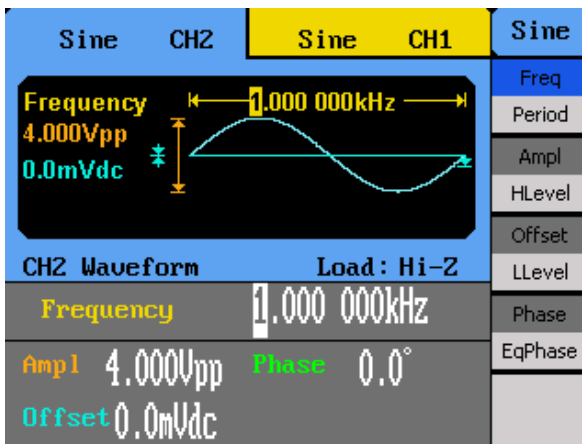 Sine CH2
Sine CH1
Sine
Frequency
1.000 000kHz
4.000Vpp
0.0mVdc
CH2 Waveform
Load: Hi-Z
Frequency 1.000 000kHz
Ampl 4.000Vpp
Phase 0.0°
Offset 0.0mVdc
Freq
Period
Ampl
HLevel
Offset
LLevel
Phase
EqPhase